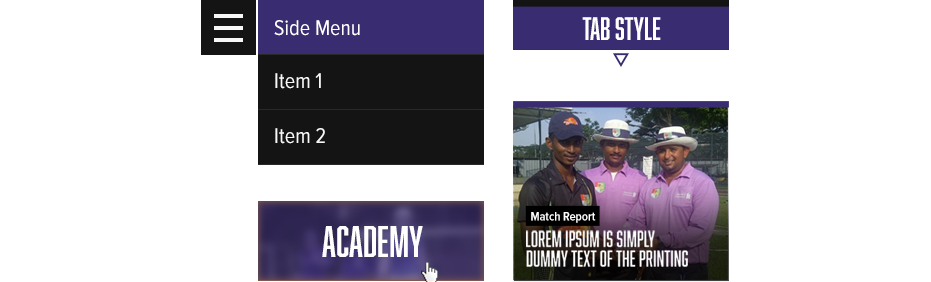 Side Menu
Item 1
Item 2
ACADEMY
TAB STYLE
Match Report
LOREM IPSUM IS SIMPLY
DUMMY TEXT OF THE PRINTING